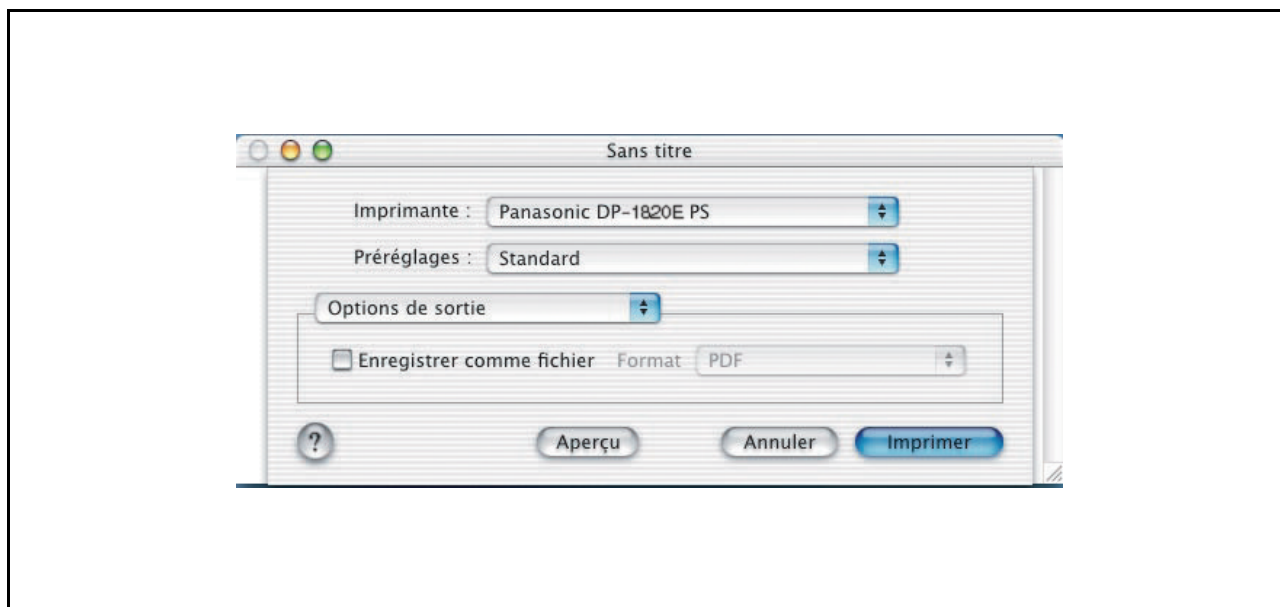 Sans titre
Imprimante : Panasonic DP-1820E PS
Préréglages : Standard
Options de sortie
Enregistrer comme fichier Format PDF
? Aperçu Annuler Imprimer